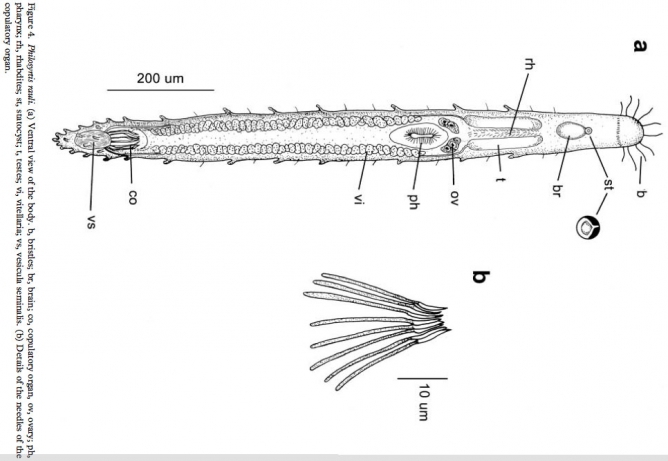 a
rh
b
st
br
t
ov
ph
vi
co
vs
200 um
b
10 um
Figure 4. Philosyrtis reali. (a) Ventral view of the body. b, bristles; br, brain; co, copulatory organ, ov, ovary; ph,
pharynx; rh, rhabdites; st, statocyst; t, testes; vi, vitellaria; vs, vesicula seminalis. (b) Details of the needles of the
copulatory organ.